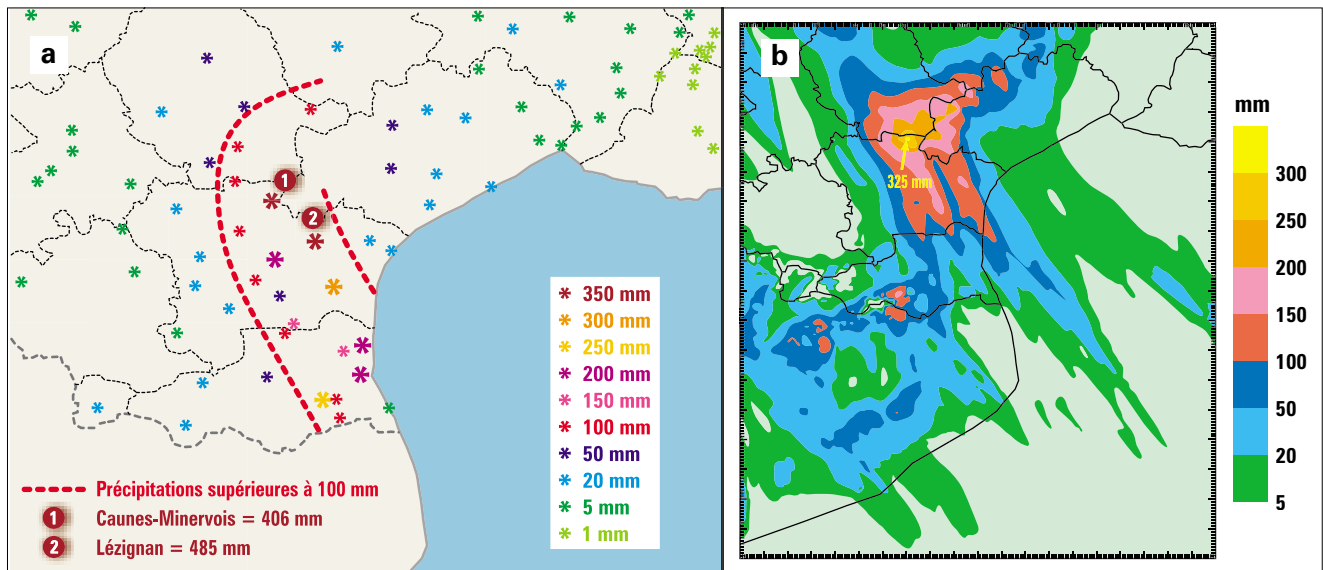 a
1
2
350 mm
300 mm
250 mm
200 mm
150 mm
100 mm
50 mm
20 mm
5 mm
1 mm
Précipitations supérieures à 100 mm
1 Caunes-Minervois = 406 mm
2 Lézignan = 485 mm
b
325 mm
mm
300
250
200
150
100
50
20
5